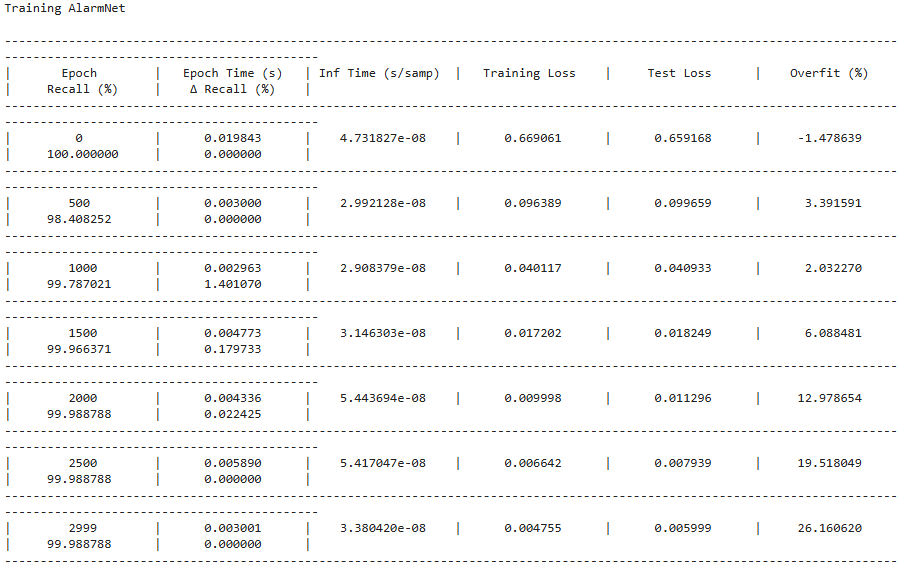 Training AlarmNet
-----------------------------------------------------------------------------------------------------------------------------
--------------------------------------------
| Epoch | Epoch Time (s) | Inf Time (s/samp) | Training Loss | Test Loss | Overfit (%)
| Recall (%) | Δ Recall (%) |
-----------------------------------------------------------------------------------------------------------------------------
--------------------------------------------
| 0 | 0.019843 | 4.731827e-08 | 0.669061 | 0.659168 | -1.478639
| 100.000000 | 0.000000 |
-----------------------------------------------------------------------------------------------------------------------------
--------------------------------------------
| 500 | 0.003000 | 2.992128e-08 | 0.096389 | 0.099659 | 3.391591
| 98.408252 | 0.000000 |
-----------------------------------------------------------------------------------------------------------------------------
--------------------------------------------
| 1000 | 0.002963 | 2.908379e-08 | 0.040117 | 0.040933 | 2.032270
| 99.787021 | 1.401070 |
-----------------------------------------------------------------------------------------------------------------------------
--------------------------------------------
| 1500 | 0.004773 | 3.146303e-08 | 0.017202 | 0.018249 | 6.088481
| 99.966371 | 0.179733 |
-----------------------------------------------------------------------------------------------------------------------------
--------------------------------------------
| 2000 | 0.004336 | 5.443694e-08 | 0.009998 | 0.011296 | 12.978654
| 99.988788 | 0.022425 |
-----------------------------------------------------------------------------------------------------------------------------
--------------------------------------------
| 2500 | 0.005890 | 5.417047e-08 | 0.006642 | 0.007939 | 19.518049
| 99.988788 | 0.000000 |
-----------------------------------------------------------------------------------------------------------------------------
--------------------------------------------
| 2999 | 0.003001 | 3.380420e-08 | 0.004755 | 0.005999 | 26.160620
| 99.988788 | 0.000000 |
-----------------------------------------------------------------------------------------------------------------------------